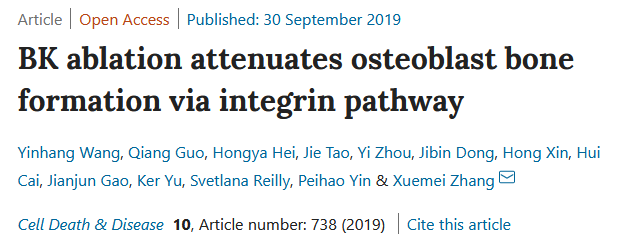 Article | Open Access | Published: 30 September 2019
BK ablation attenuates osteoblast bone
formation via integrin pathway
Yinhang Wang, Qiang Guo, Hongya Hei, Jie Tao, Yi Zhou, Jibin Dong, Hong Xin, Hui
Cai, Jianjun Gao, Ker Yu, Svetlana Reilly, Peihao Yin & Xuemei Zhang
Cell Death & Disease 10, Article number: 738 (2019) | Cite this article